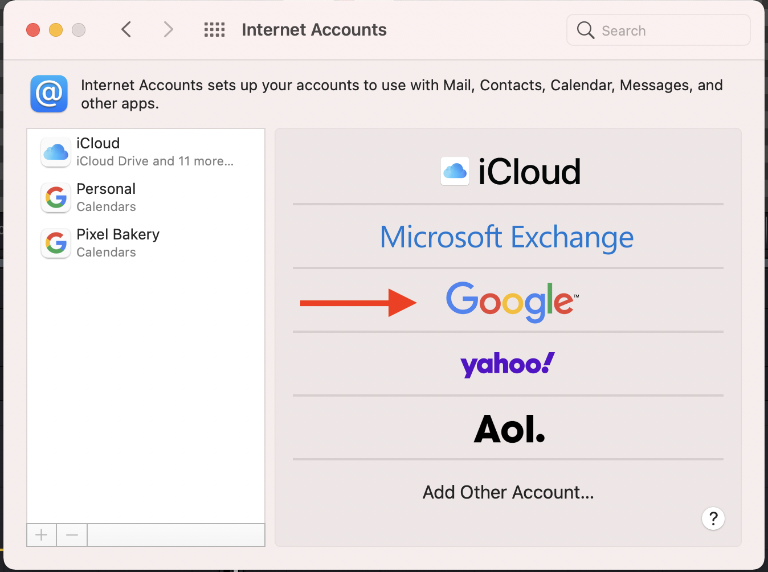 Internet Accounts
Search
Internet Accounts sets up your accounts to use with Mail, Contacts, Calendar, Messages, and
other apps.
iCloud
iCloud Drive and 11 more...
Personal
Calendars
Pixel Bakery
Calendars
iCloud
Microsoft Exchange
Google™
yahoo!
Aol.
Add Other Account...
?